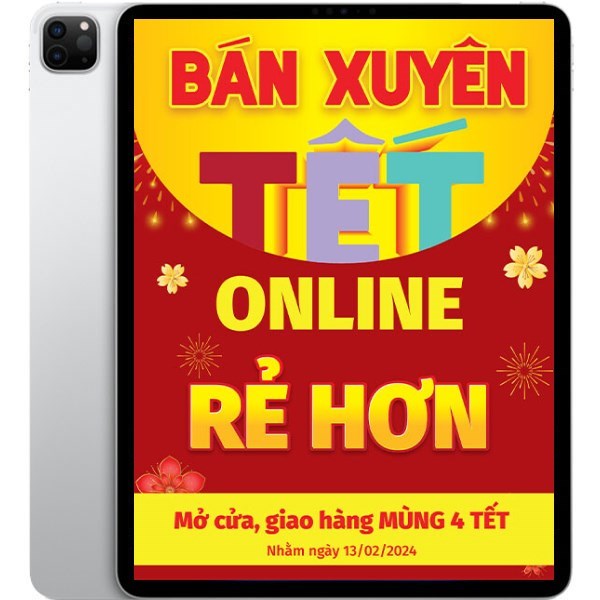 BÁN XUYÊN
TẾT
ONLINE
RẺ HƠN
Mở cửa, giao hàng MÙNG 4 TẾT
Nhằm ngày 13/02/2024